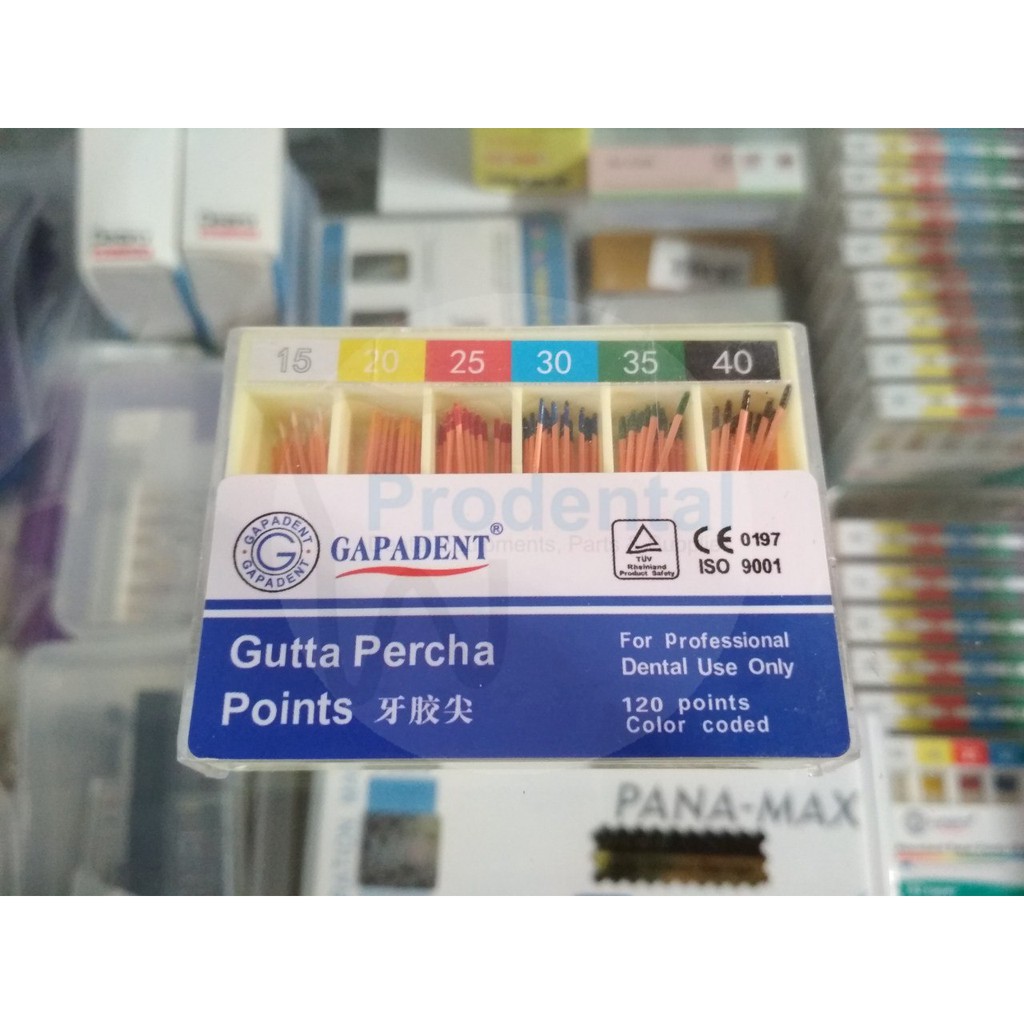 15 20 25 30 35 40
Prodental
GAPADENT
GAPADENT
G
GAPADENT®
TÜV
Rheinland
Product Safety
CE 0197
ISO 9001
Gutta Percha
Points 牙胶尖
For Professional
Dental Use Only
120 points
Color coded
PANA-MAX